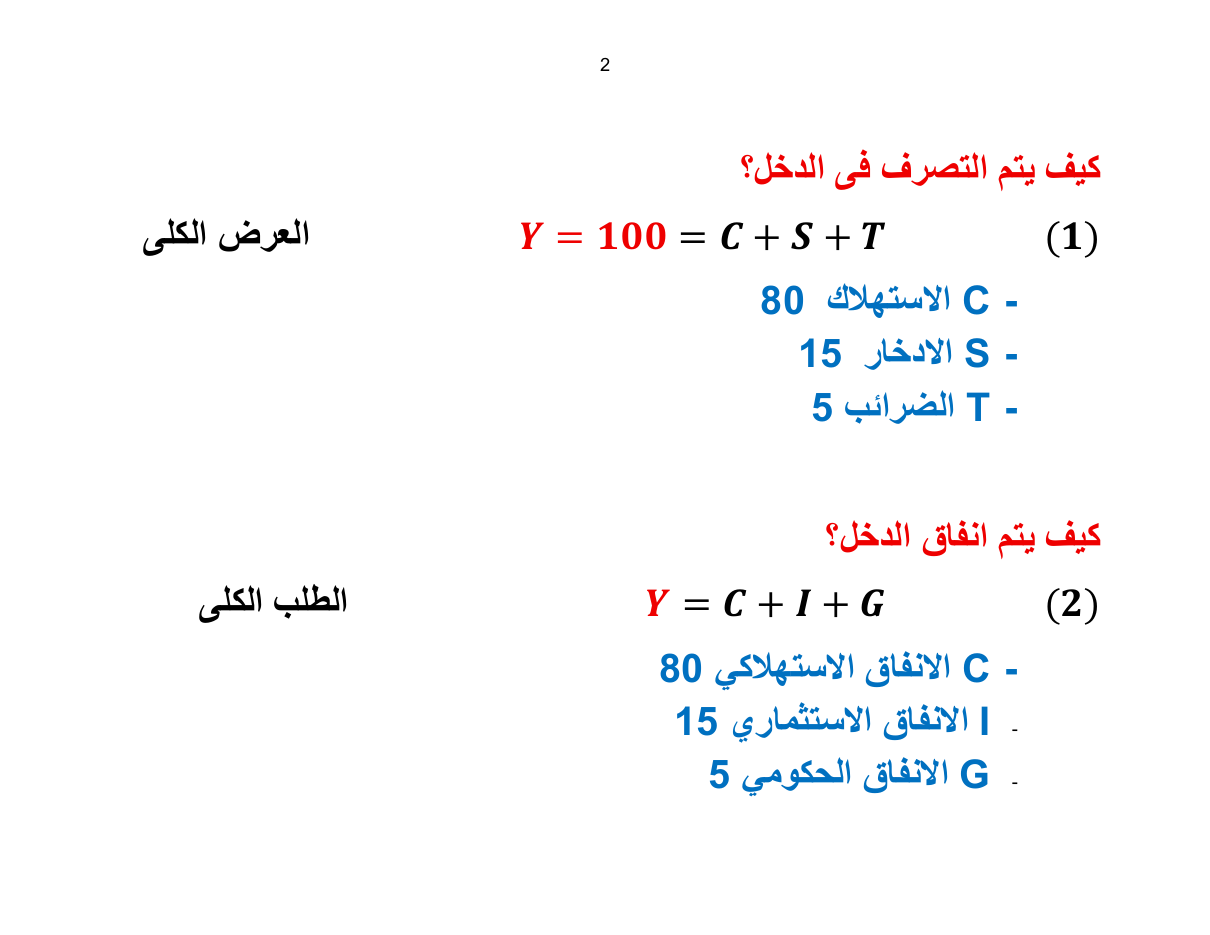 2
كيف يتم التصرف فى الدخل؟
(1) Y = 100 = C + S + T العرض الكلى
- C الاستهلاك 80
- S الادخار 15
- T الضرائب 5
كيف يتم انفاق الدخل؟
(2) Y = C + I + G الطلب الكلى
- C الانفاق الاستهلاكي 80
- I الانفاق الاستثماري 15
- G الانفاق الحكومي 5